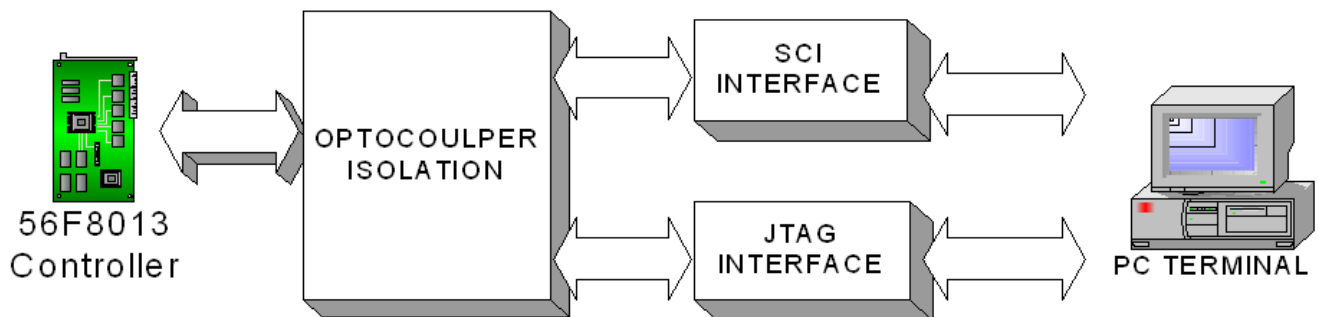 56F8013
Controller
OPTOCOULPER
ISOLATION
SCI
INTERFACE
JTAG
INTERFACE
PC TERMINAL